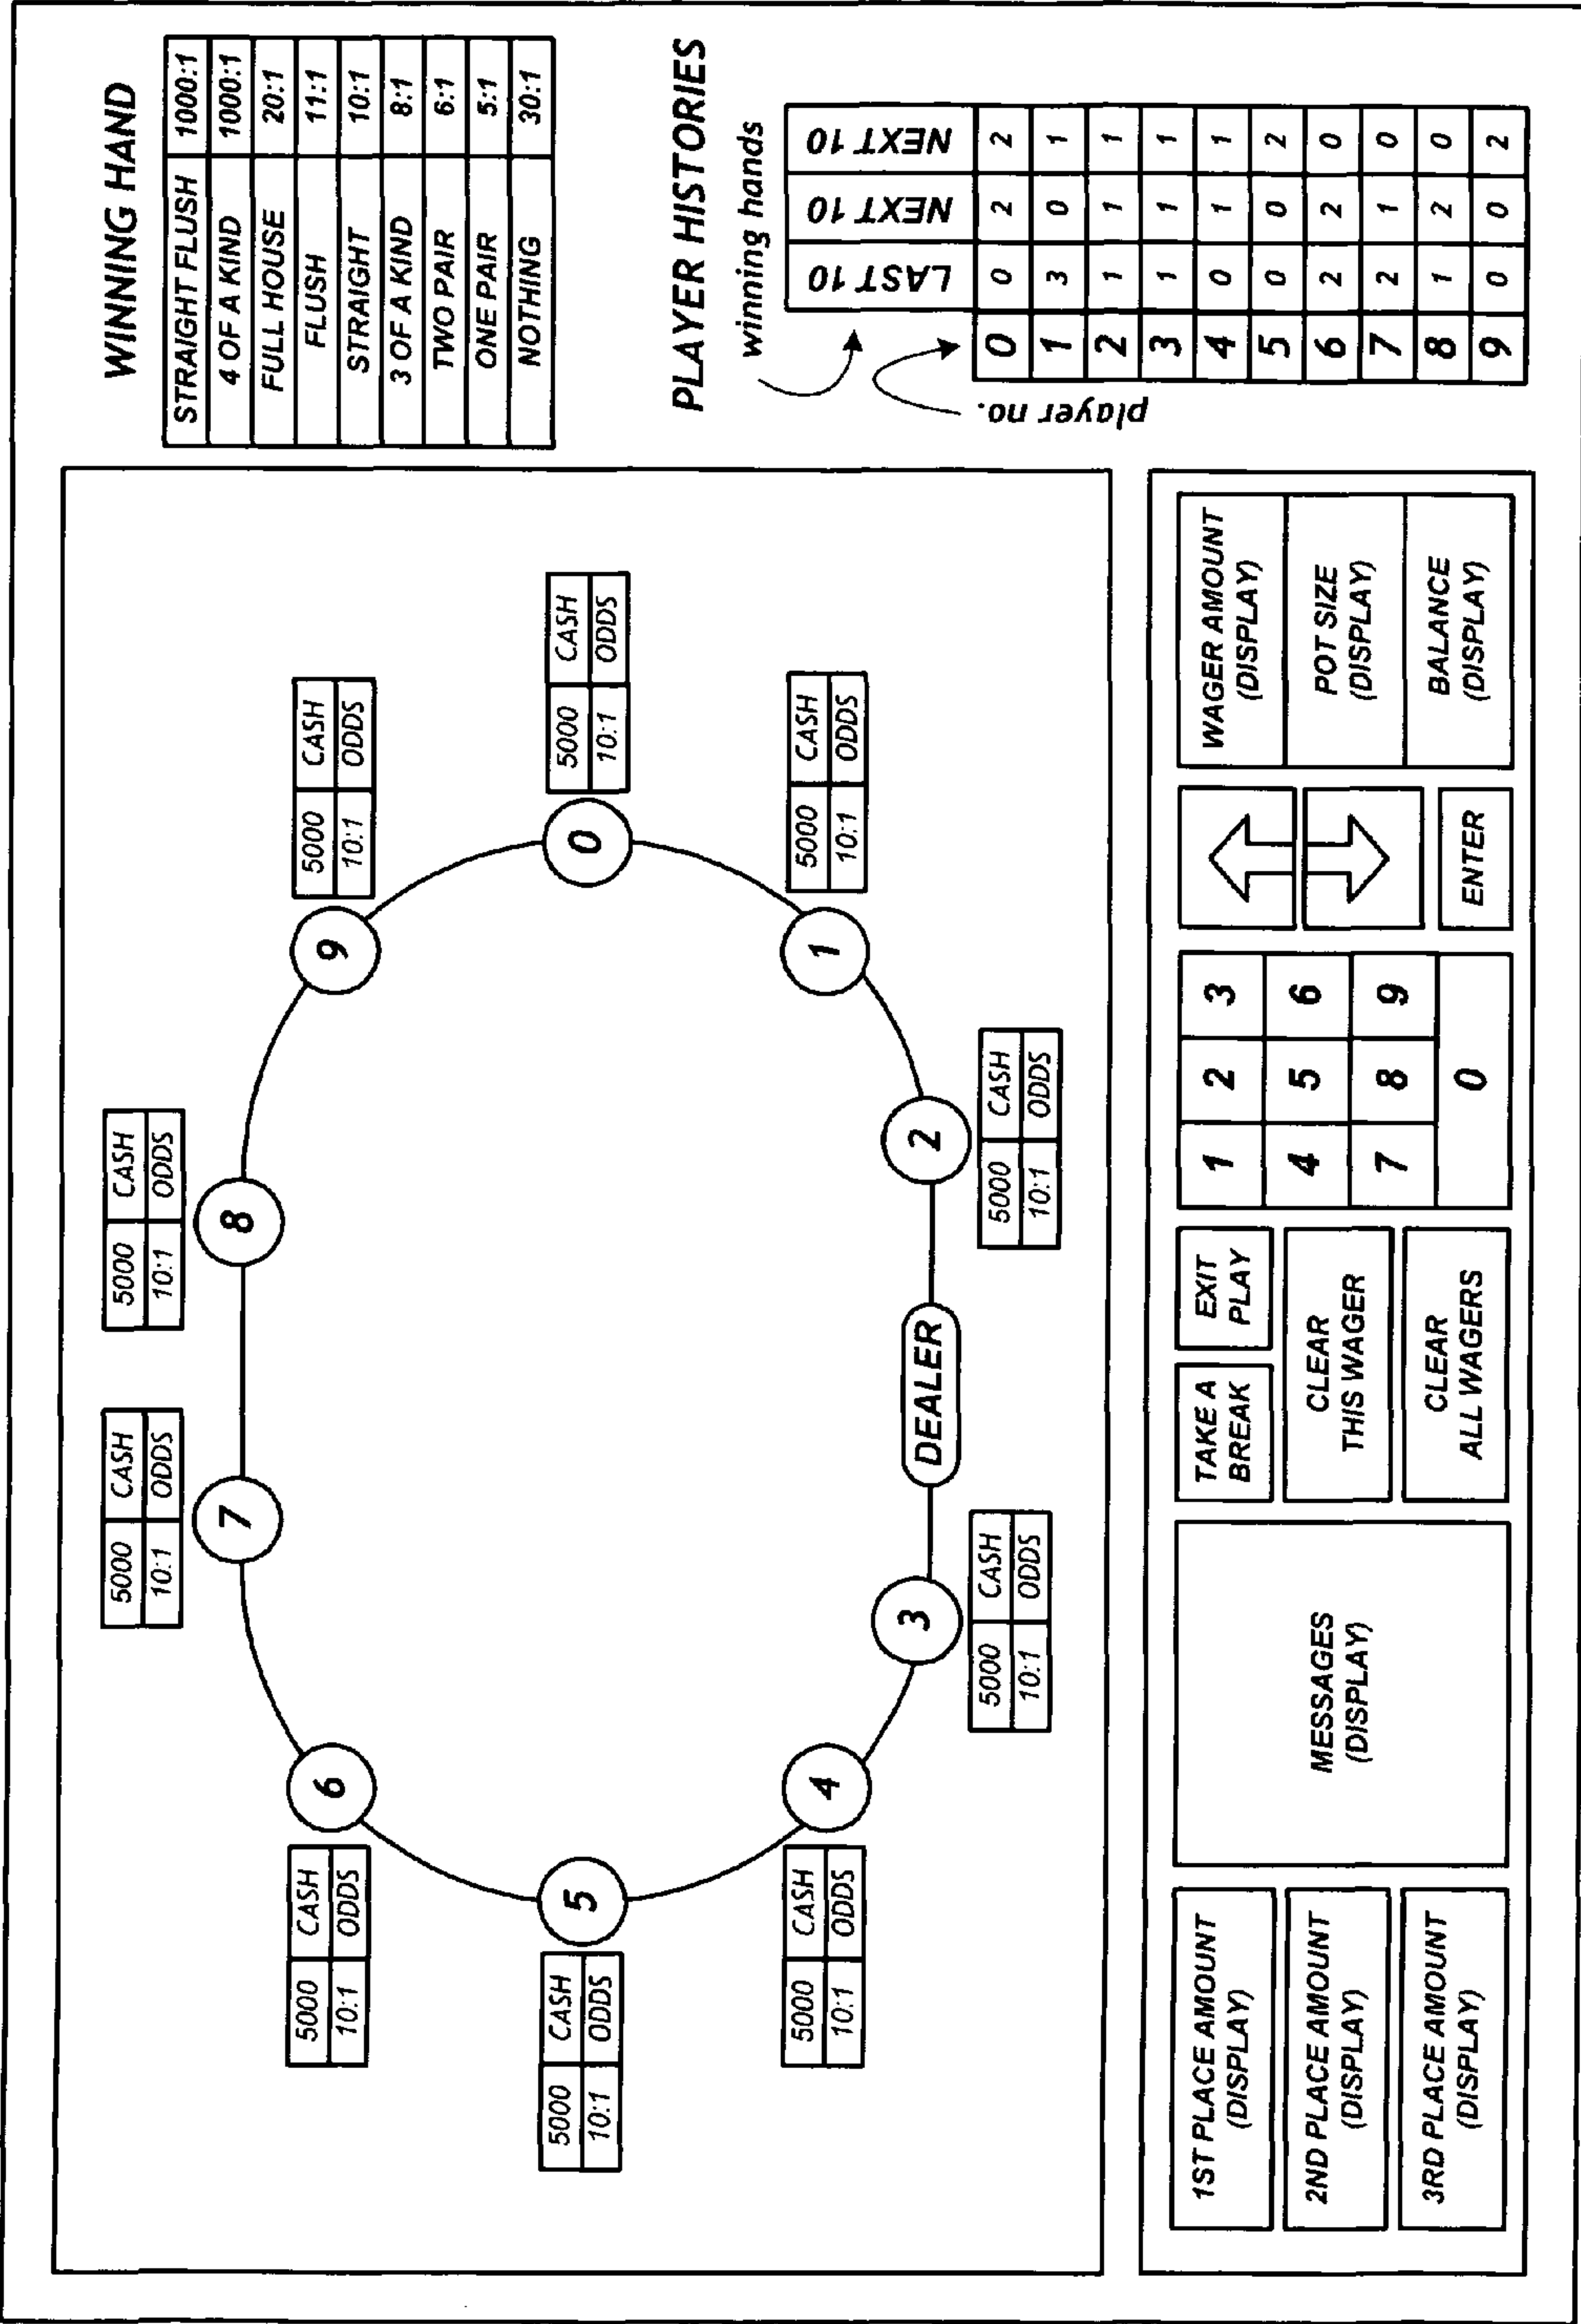 5000 CASH
10:1 ODDS
5000 CASH
10:1 ODDS
7
8
5000 CASH
10:1 ODDS
6
9
5000 CASH
10:1 ODDS
5000 CASH
10:1 ODDS
5
0
5000 CASH
10:1 ODDS
5000 CASH
10:1 ODDS
4
1
5000 CASH
10:1 ODDS
3
DEALER
2
5000 CASH
10:1 ODDS
5000 CASH
10:1 ODDS
WINNING HAND
STRAIGHT FLUSH 1000:1
4 OF A KIND 1000:1
FULL HOUSE 20:1
FLUSH 11:1
STRAIGHT 10:1
3 OF A KIND 8:1
TWO PAIR 6:1
ONE PAIR 5:1
NOTHING 30:1
PLAYER HISTORIES
winning hands
player no.
LAST 10 NEXT 10 NEXT 10
0 0 2 2
1 3 0 1
2 1 1 1
3 1 1 1
4 0 1 1
5 0 0 2
6 2 2 0
7 2 1 0
8 1 2 0
9 0 0 2
1ST PLACE AMOUNT
(DISPLAY)
2ND PLACE AMOUNT
(DISPLAY)
3RD PLACE AMOUNT
(DISPLAY)
MESSAGES
(DISPLAY)
TAKE A
BREAK
EXIT
PLAY
CLEAR
THIS WAGER
CLEAR
ALL WAGERS
1 2 3
4 5 6
7 8 9
0
ENTER
WAGER AMOUNT
(DISPLAY)
POT SIZE
(DISPLAY)
BALANCE
(DISPLAY)